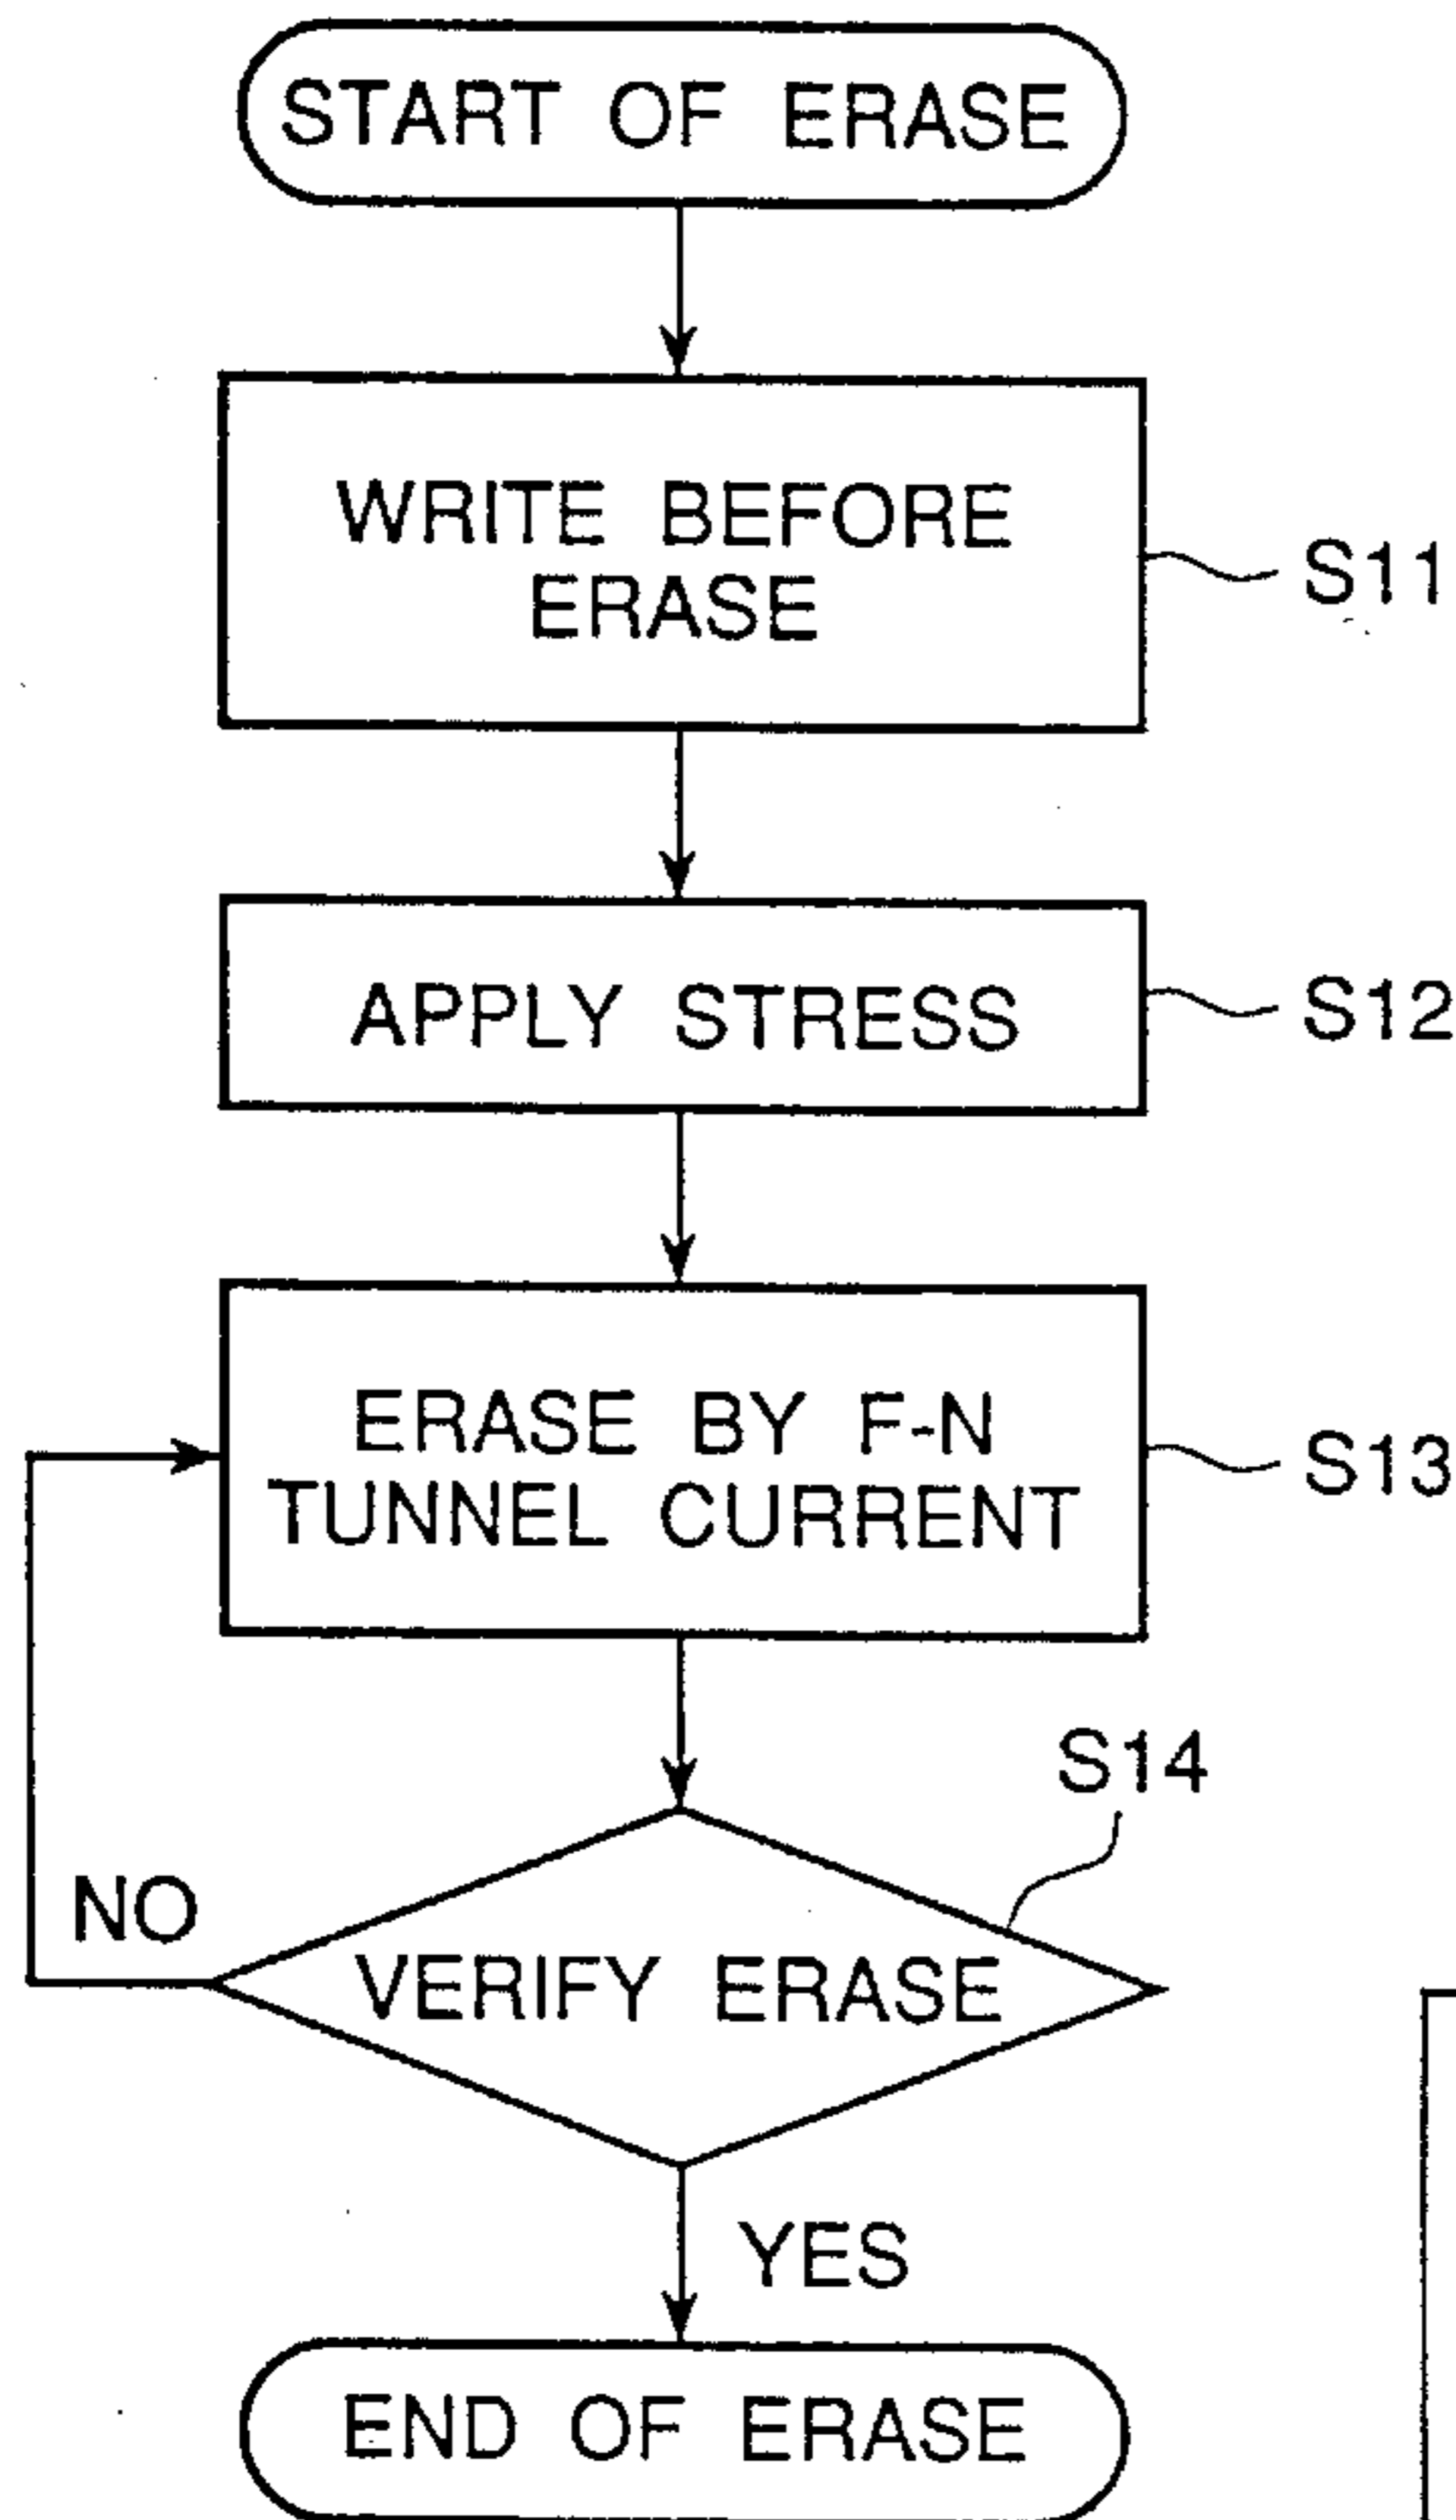 START OF ERASE
WRITE BEFORE
ERASE
S11
APPLY STRESS
S12
ERASE BY F-N
TUNNEL CURRENT
S13
S14
NO
VERIFY ERASE
YES
END OF ERASE